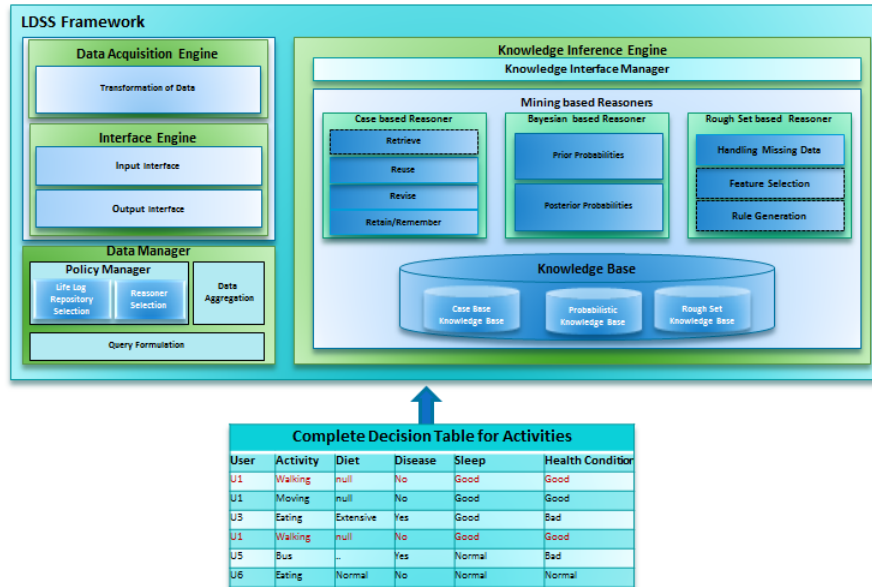 LDSS Framework
Data Acquisition Engine
Transformation of Data
Interface Engine
Input Interface
Output Interface
Data Manager
Policy Manager
Life Log
Repository
Selection
Reasoner
Selection
Data
Aggregation
Query Formulation
Knowledge Inference Engine
Knowledge Interface Manager
Mining based Reasoners
Case based Reasoner
Retrieve
Reuse
Revise
Retain/Remember
Bayesian based Reasoner
Prior Probabilities
Posterior Probabilities
Rough Set based Reasoner
Handling Missing Data
Feature Selection
Rule Generation
Knowledge Base
Case Base
Knowledge Base
Probabilistic
Knowledge Base
Rough Set
Knowledge Base
Complete Decision Table for Activities
User Activity Diet Disease Sleep Health Condition
U1 Walking null No Good Good
U1 Moving null No Good Good
U3 Eating Extensive Yes Good Bad
U1 Walking null No Good Good
U5 Bus .. Yes Normal Bad
U6 Eating Normal No Normal Normal